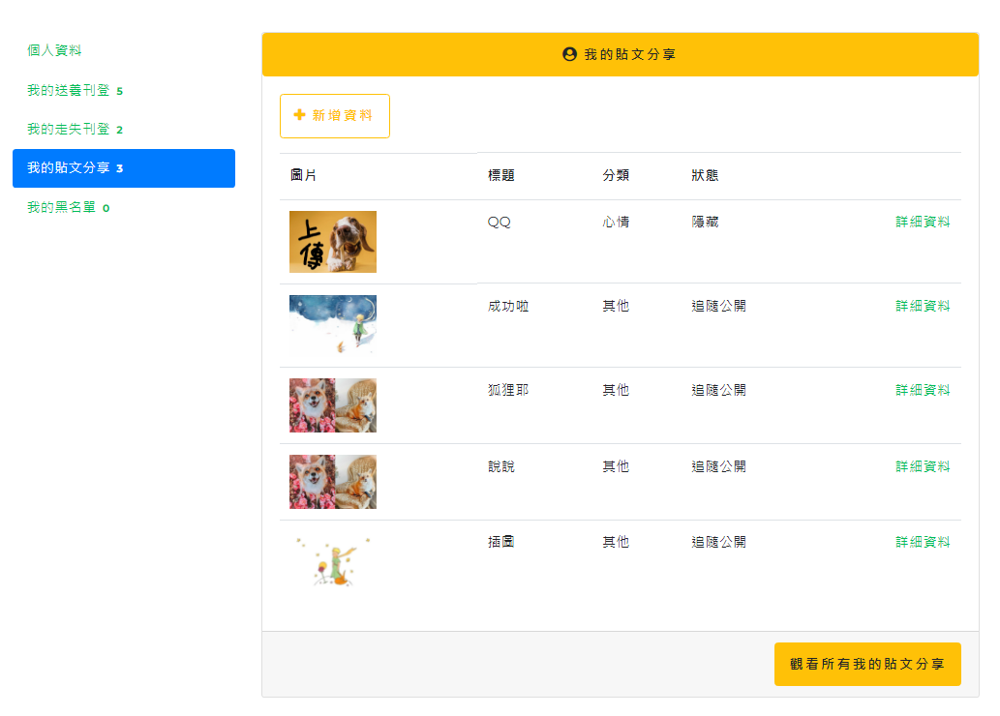 個人資料
我的送養刊登 5
我的走失刊登 2
我的貼文分享 3
我的黑名單 0
我的貼文分享
新增資料
圖片 標題 分類 狀態
上傳 QQ 心情 隱藏 詳細資料
成功啦 其他 追隨公開 詳細資料
狐狸耶 其他 追隨公開 詳細資料
說說 其他 追隨公開 詳細資料
插圖 其他 追隨公開 詳細資料
觀看所有我的貼文分享